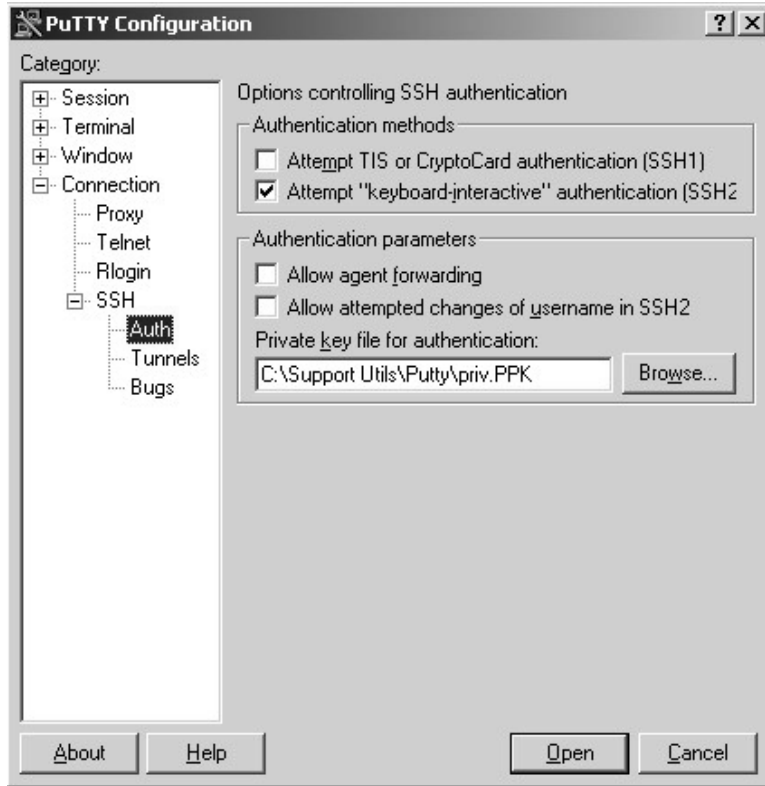 PuTTY Configuration
Category:
Session
Terminal
Window
Connection
Proxy
Telnet
Rlogin
SSH
Auth
Tunnels
Bugs
Options controlling SSH authentication
Authentication methods
Attempt TIS or CryptoCard authentication (SSH1)
Attempt "keyboard-interactive" authentication (SSH2
Authentication parameters
Allow agent forwarding
Allow attempted changes of username in SSH2
Private key file for authentication:
C:\Support Utils\Putty\priv.PPK
Browse...
About
Help
Open
Cancel